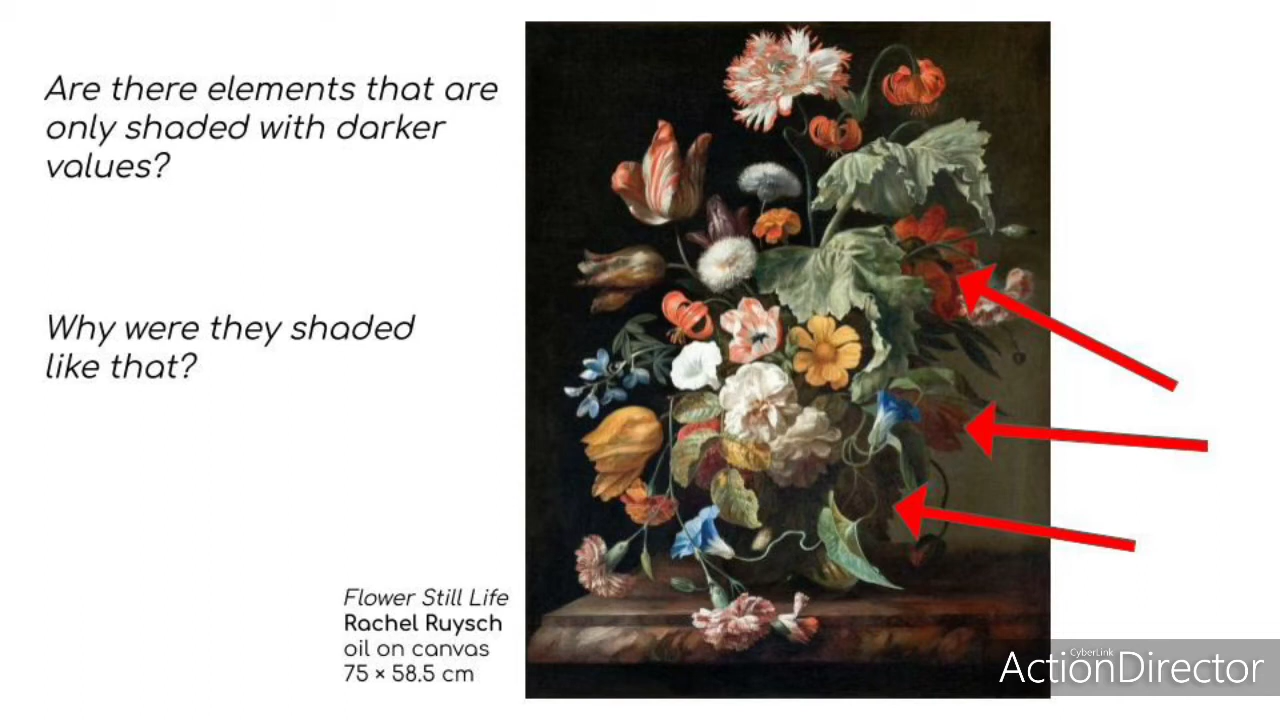 Are there elements that are
only shaded with darker
values?
Why were they shaded
like that?
Flower Still Life
Rachel Ruysch
oil on canvas
75 × 58.5 cm
CyberLink
ActionDirector